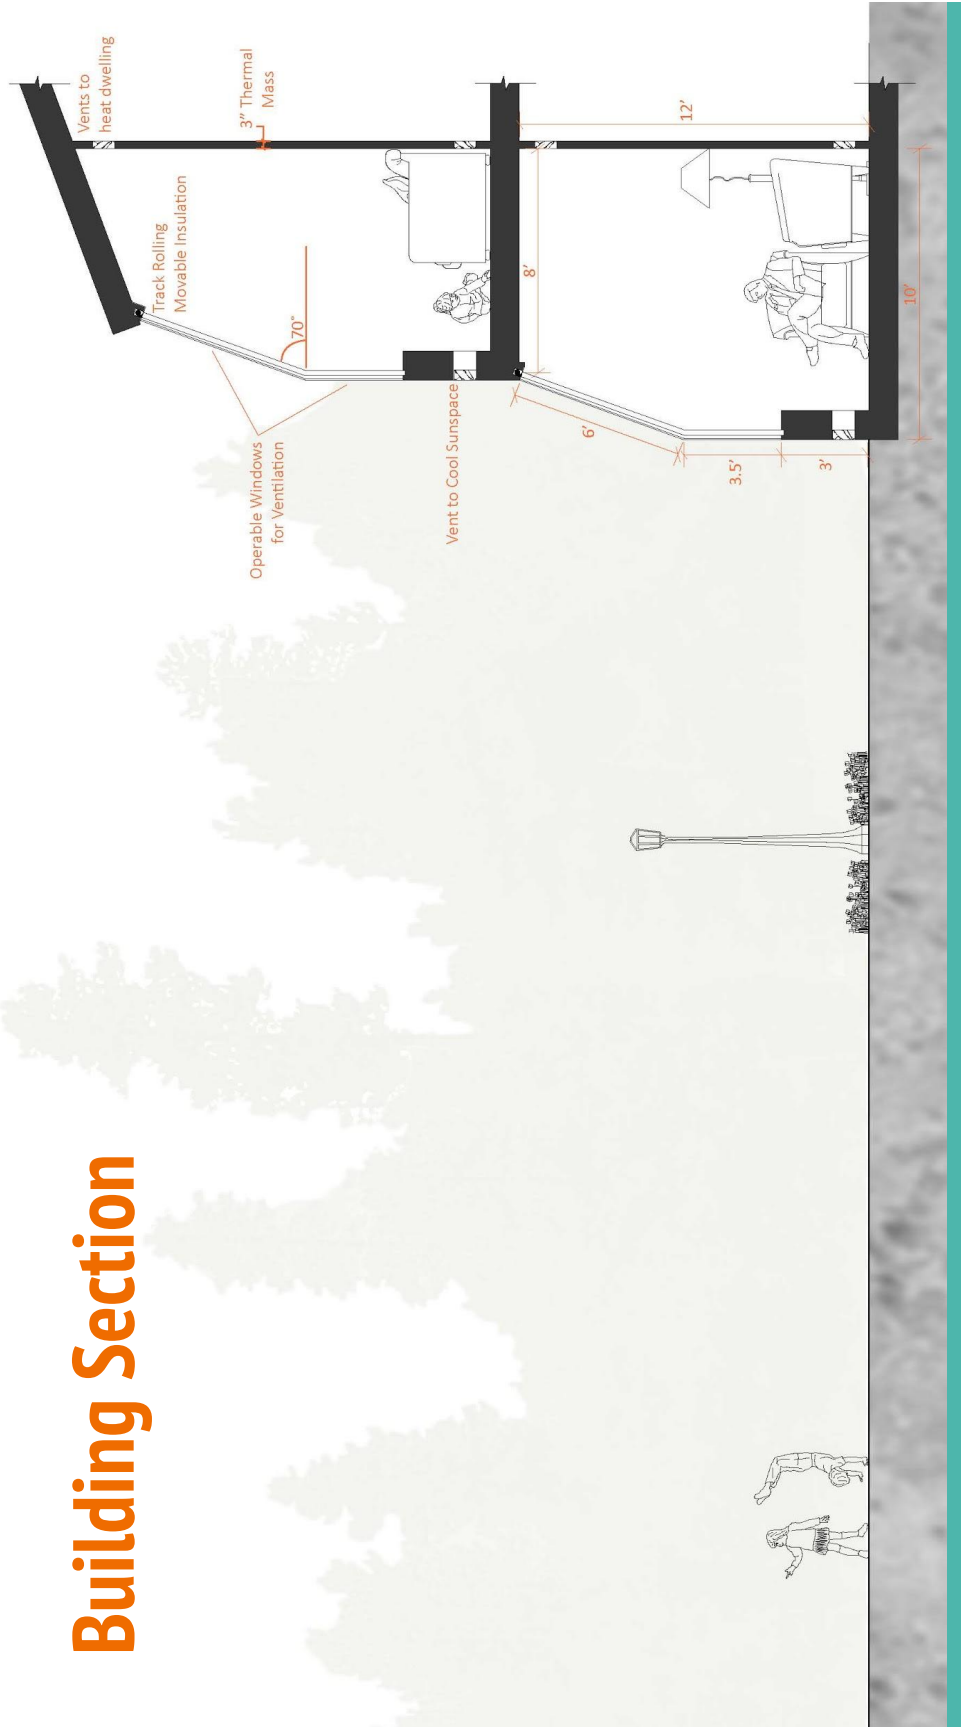 Building Section
Vents to
heat dwelling
3" Thermal
Mass
Track Rolling
Movable Insulation
70°
Operable Windows
for Ventilation
Vent to Cool Sunspace
8'
12'
6'
3.5'
3'
10'